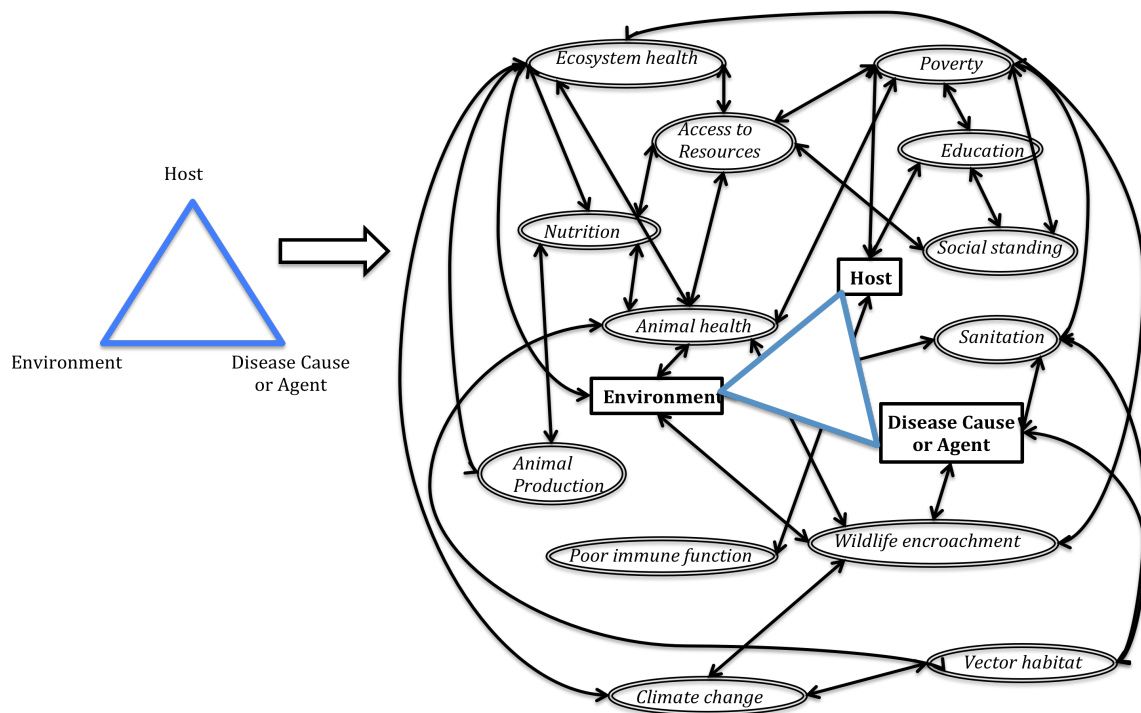 Host
Environment
Disease Cause
or Agent
Ecosystem health
Poverty
Access to
Resources
Education
Nutrition
Social standing
Host
Animal health
Sanitation
Environment
Disease Cause
or Agent
Animal
Production
Poor immune function
Wildlife encroachment
Vector habitat
Climate change